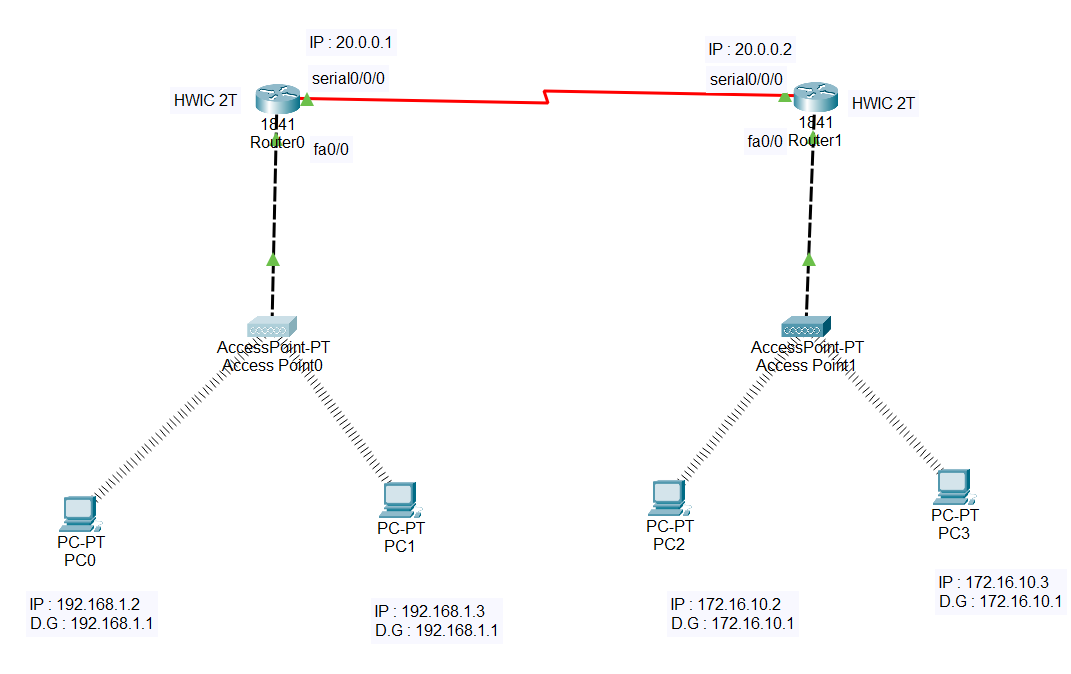 IP : 20.0.0.1
IP : 20.0.0.2
serial0/0/0
serial0/0/0
HWIC 2T
HWIC 2T
1841
Router0
1841
Router1
fa0/0
fa0/0
AccessPoint-PT
Access Point0
AccessPoint-PT
Access Point1
PC-PT
PC0
PC-PT
PC1
PC-PT
PC2
PC-PT
PC3
IP : 192.168.1.2
D.G : 192.168.1.1
IP : 192.168.1.3
D.G : 192.168.1.1
IP : 172.16.10.2
D.G : 172.16.10.1
IP : 172.16.10.3
D.G : 172.16.10.1